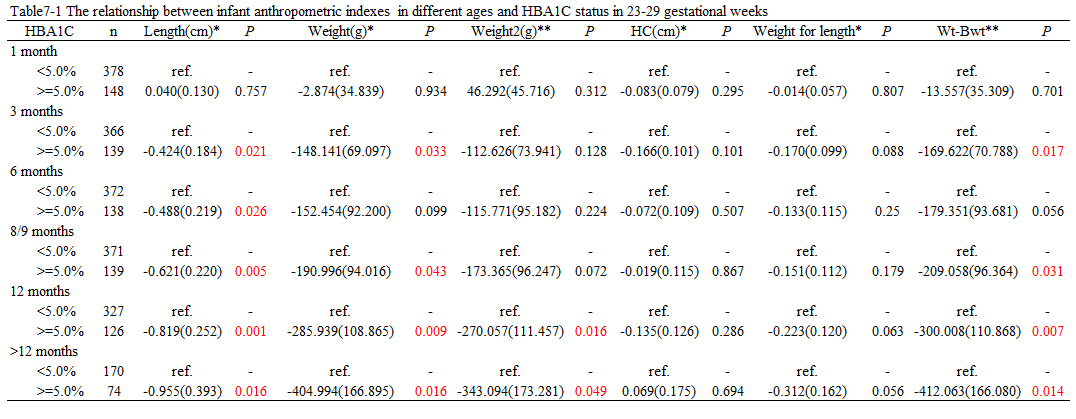 Table7-1 The relationship between infant anthropometric indexes in different ages and HBA1C status in 23-29 gestational weeks
HBA1C n Length(cm)* P Weight(g)* P Weight2(g)** P HC(cm)* P Weight for length* P Wt-Bwt** P
1 month
<5.0% 378 ref. - ref. - ref. - ref. - ref. - ref. -
>=5.0% 148 0.040(0.130) 0.757 -2.874(34.839) 0.934 46.292(45.716) 0.312 -0.083(0.079) 0.295 -0.014(0.057) 0.807 -13.557(35.309) 0.701
3 months
<5.0% 366 ref. - ref. - ref. - ref. - ref. - ref. -
>=5.0% 139 -0.424(0.184) 0.021 -148.141(69.097) 0.033 -112.626(73.941) 0.128 -0.166(0.101) 0.101 -0.170(0.099) 0.088 -169.622(70.788) 0.017
6 months
<5.0% 372 ref. - ref. - ref. - ref. - ref. - ref. -
>=5.0% 138 -0.488(0.219) 0.026 -152.454(92.200) 0.099 -115.771(95.182) 0.224 -0.072(0.109) 0.507 -0.133(0.115) 0.25 -179.351(93.681) 0.056
8/9 months
<5.0% 371 ref. - ref. - ref. - ref. - ref. - ref. -
>=5.0% 139 -0.621(0.220) 0.005 -190.996(94.016) 0.043 -173.365(96.247) 0.072 -0.019(0.115) 0.867 -0.151(0.112) 0.179 -209.058(96.364) 0.031
12 months
<5.0% 327 ref. - ref. - ref. - ref. - ref. - ref. -
>=5.0% 126 -0.819(0.252) 0.001 -285.939(108.865) 0.009 -270.057(111.457) 0.016 -0.135(0.126) 0.286 -0.223(0.120) 0.063 -300.008(110.868) 0.007
>12 months
<5.0% 170 ref. - ref. - ref. - ref. - ref. - ref. -
>=5.0% 74 -0.955(0.393) 0.016 -404.994(166.895) 0.016 -343.094(173.281) 0.049 0.069(0.175) 0.694 -0.312(0.162) 0.056 -412.063(166.080) 0.014